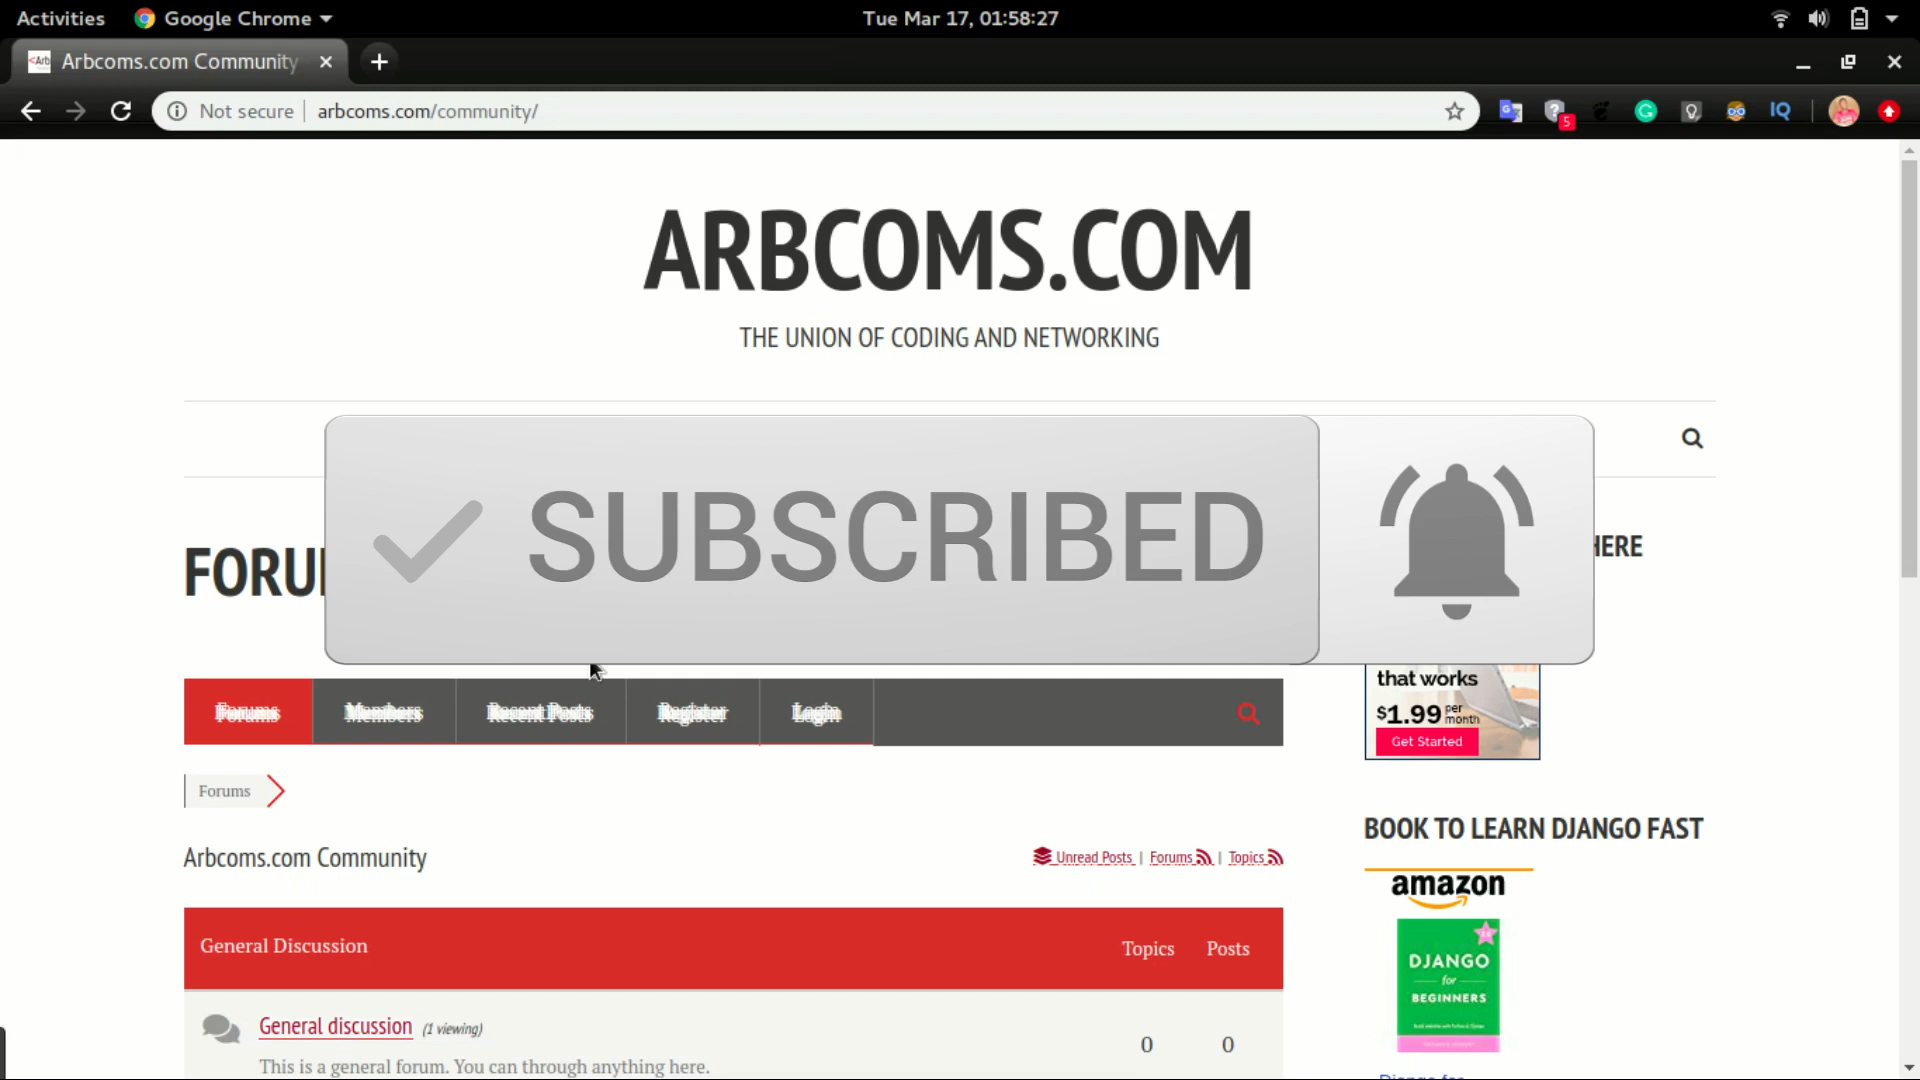 Activities Google Chrome Tue Mar 17, 01:58:27
Arbcoms.com Community
Not secure arbcoms.com/community/
5 IQ
ARBCOMS.COM
THE UNION OF CODING AND NETWORKING
SUBSCRIBED
FORU
HERE
that works
$1.99 per month
Get Started
Forums Members Recent Posts Register Login
Forums
BOOK TO LEARN DJANGO FAST
Arbcoms.com Community Unread Posts | Forums | Topics
amazon
General Discussion Topics Posts
DJANGO
for
BEGINNERS
General discussion (1 viewing) 0 0
This is a general forum. You can through anything here.